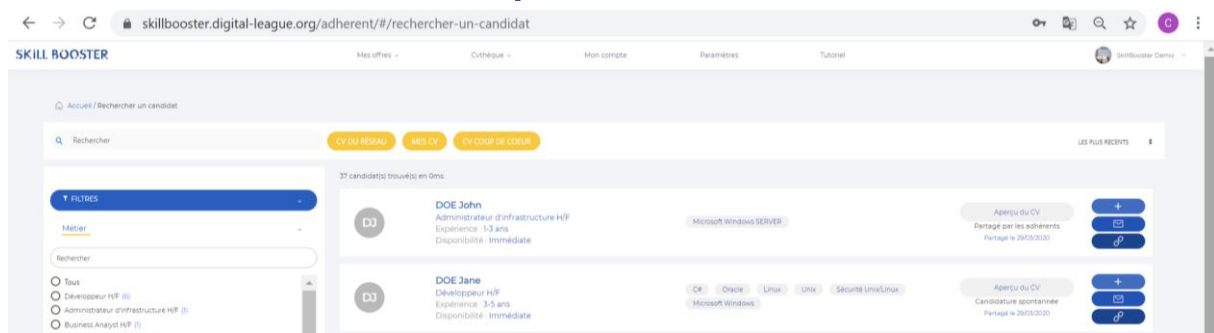 skillbooster.digital-league.org/adherent/#/rechercher-un-candidat
C
SKILL BOOSTER
Mes offres
Cvthèque
Mon compte
Paramètres
Tutoriel
SkillBooster Demo
Accueil / Rechercher un candidat
Rechercher
CV DU RÉSEAU
MES CV
CV COUP DE COEUR
LES PLUS RÉCENTS
37 candidat(s) trouvé(s) en 0ms
FILTRES
Métier
Rechercher
Tous
Développeur H/F (6)
Administrateur d'infrastructure H/F (1)
Business Analyst H/F (1)
DJ
DOE John
Administrateur d'infrastructure H/F
Expérience : 1-3 ans
Disponibilité : Immédiate
Microsoft Windows SERVER
Aperçu du CV
Partagé par les adhérents
Partagé le 29/03/2020
DJ
DOE Jane
Développeur H/F
Expérience : 3-5 ans
Disponibilité : Immédiate
C# Oracle Linux Unix Sécurité Unix/Linux
Microsoft Windows
Aperçu du CV
Candidature spontannée
Partagé le 29/03/2020